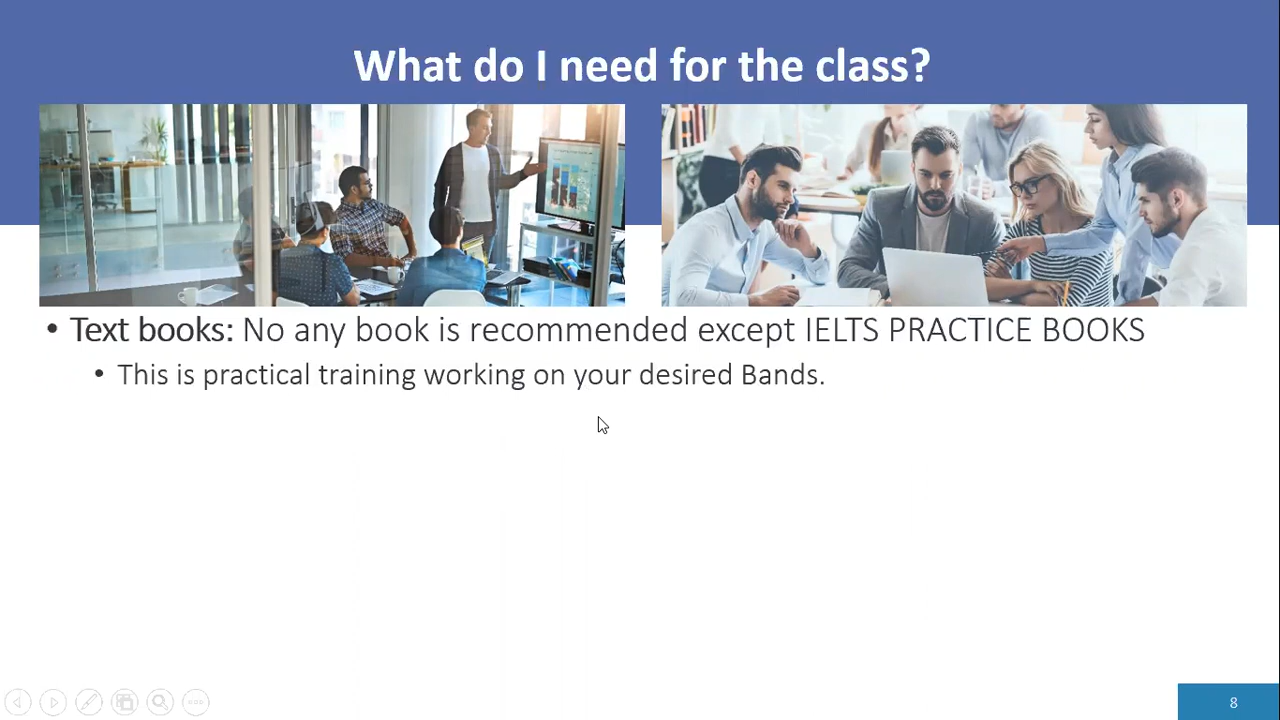 What do I need for the class?
• Text books: No any book is recommended except IELTS PRACTICE BOOKS
• This is practical training working on your desired Bands.
8